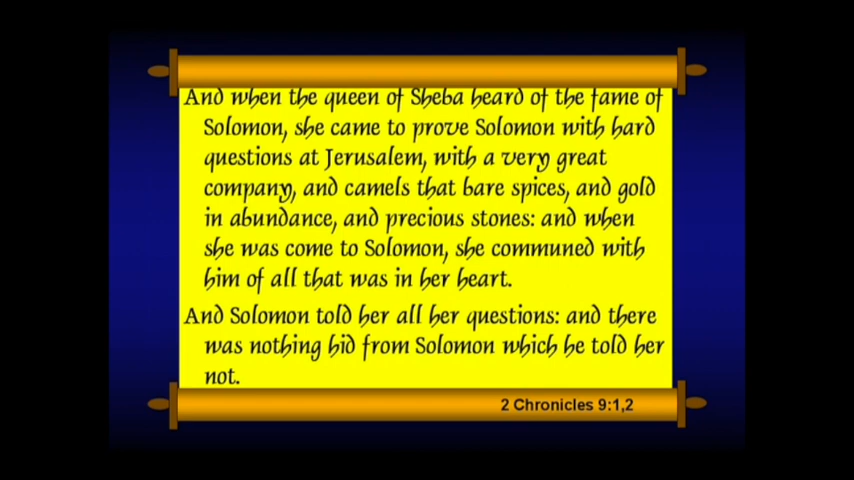 And when the queen of Sheba heard of the fame of
Solomon, she came to prove Solomon with hard
questions at Jerusalem, with a very great
company, and camels that bare spices, and gold
in abundance, and precious stones: and when
she was come to Solomon, she communed with
him of all that was in her heart.
And Solomon told her all her questions: and there
was nothing hid from Solomon which he told her
not.
2 Chronicles 9:1,2